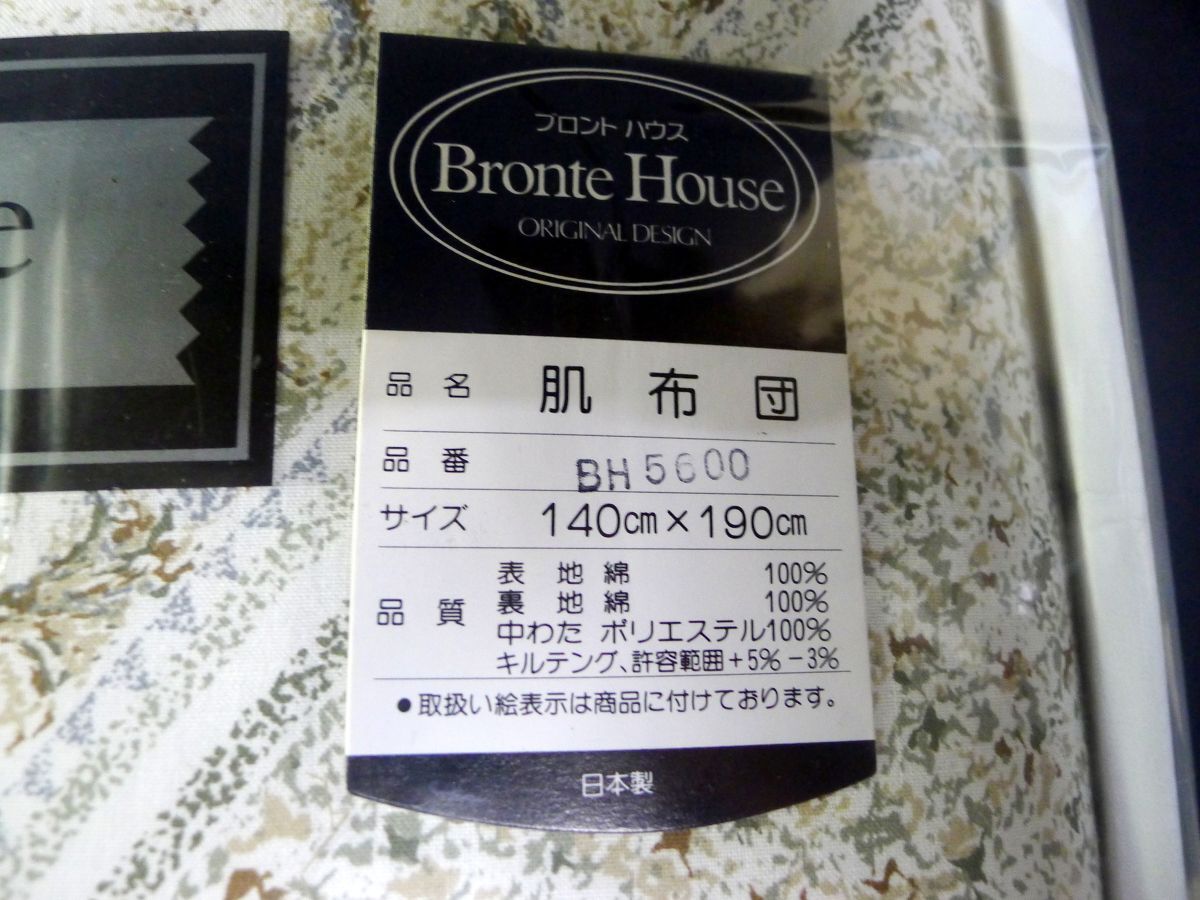 ブロント ハウス
Bronte House
ORIGINAL DESIGN
品名 肌布団
品番 BH5600
サイズ 140cm×190cm
品質 表地綿 100%
裏地綿 100%
中わた ポリエステル100%
キルテング、許容範囲+5%-3%
●取扱い絵表示は商品に付けております。
日本製
e